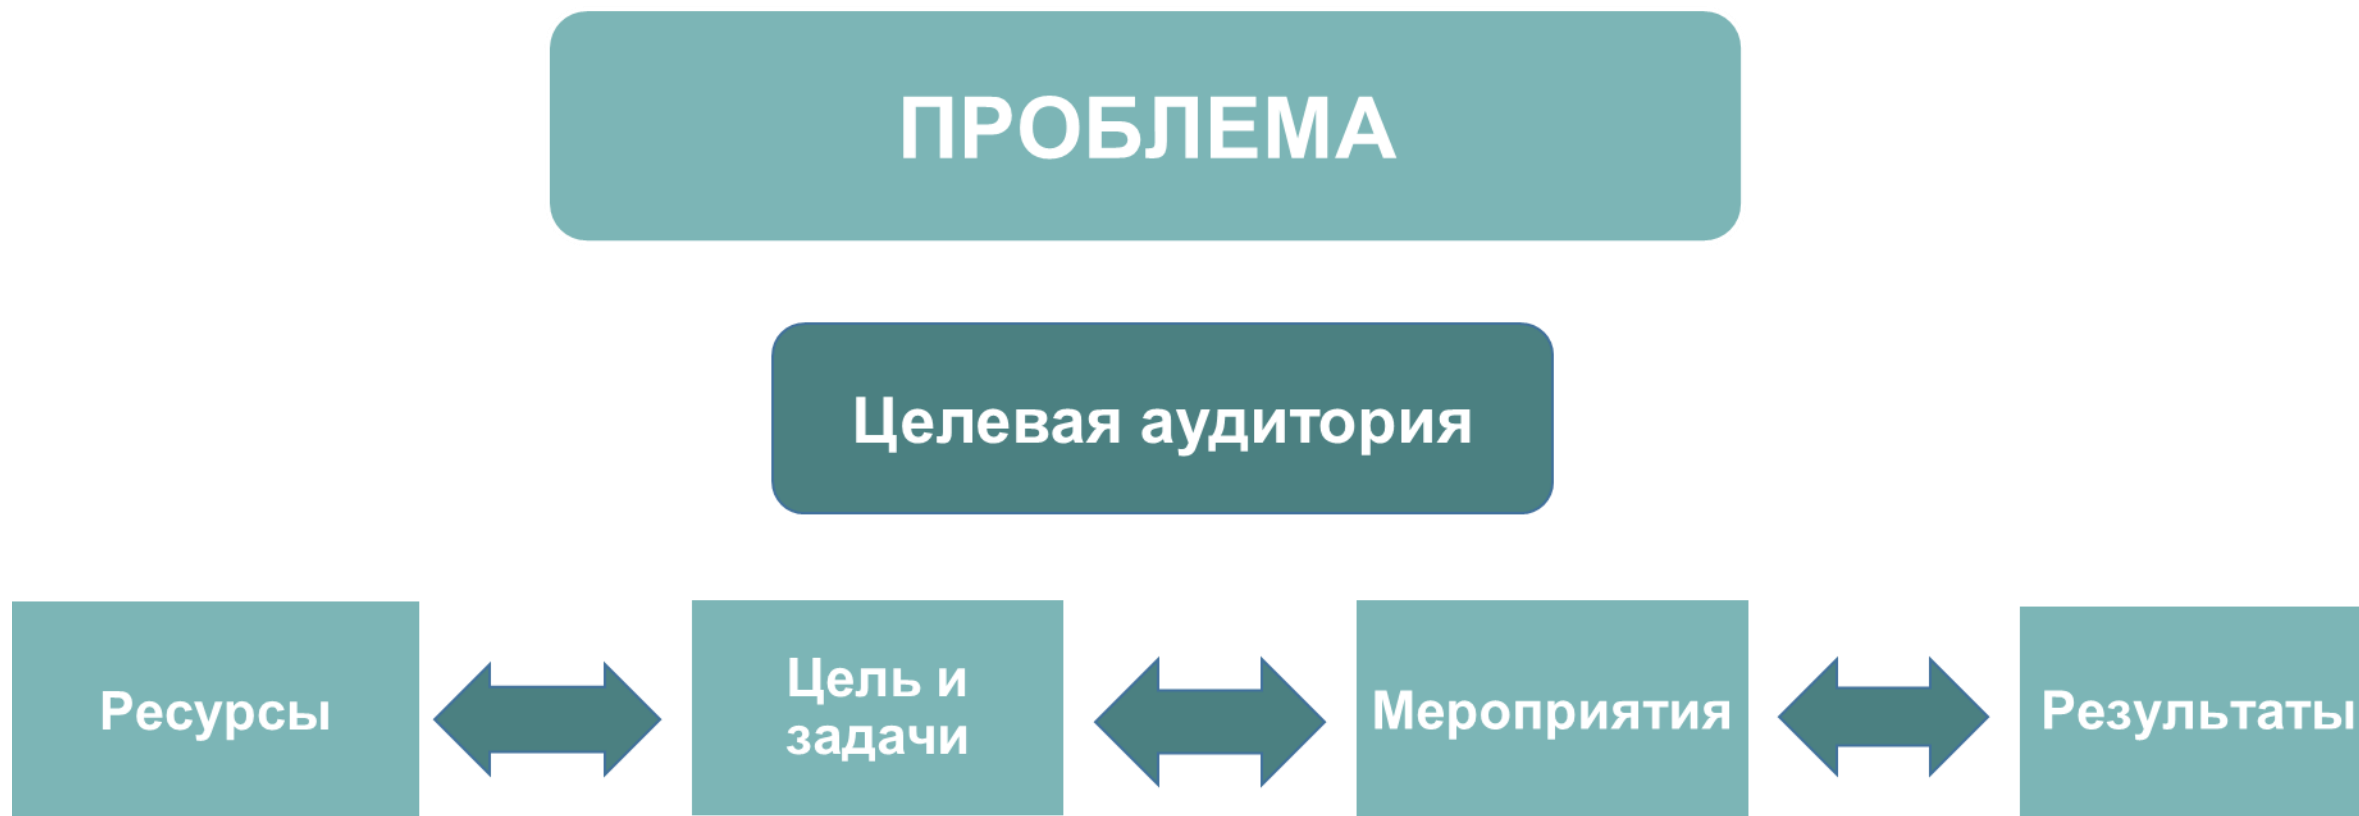 ПРОБЛЕМА
Целевая аудитория
Ресурсы
Цель и
задачи
Мероприятия
Результаты